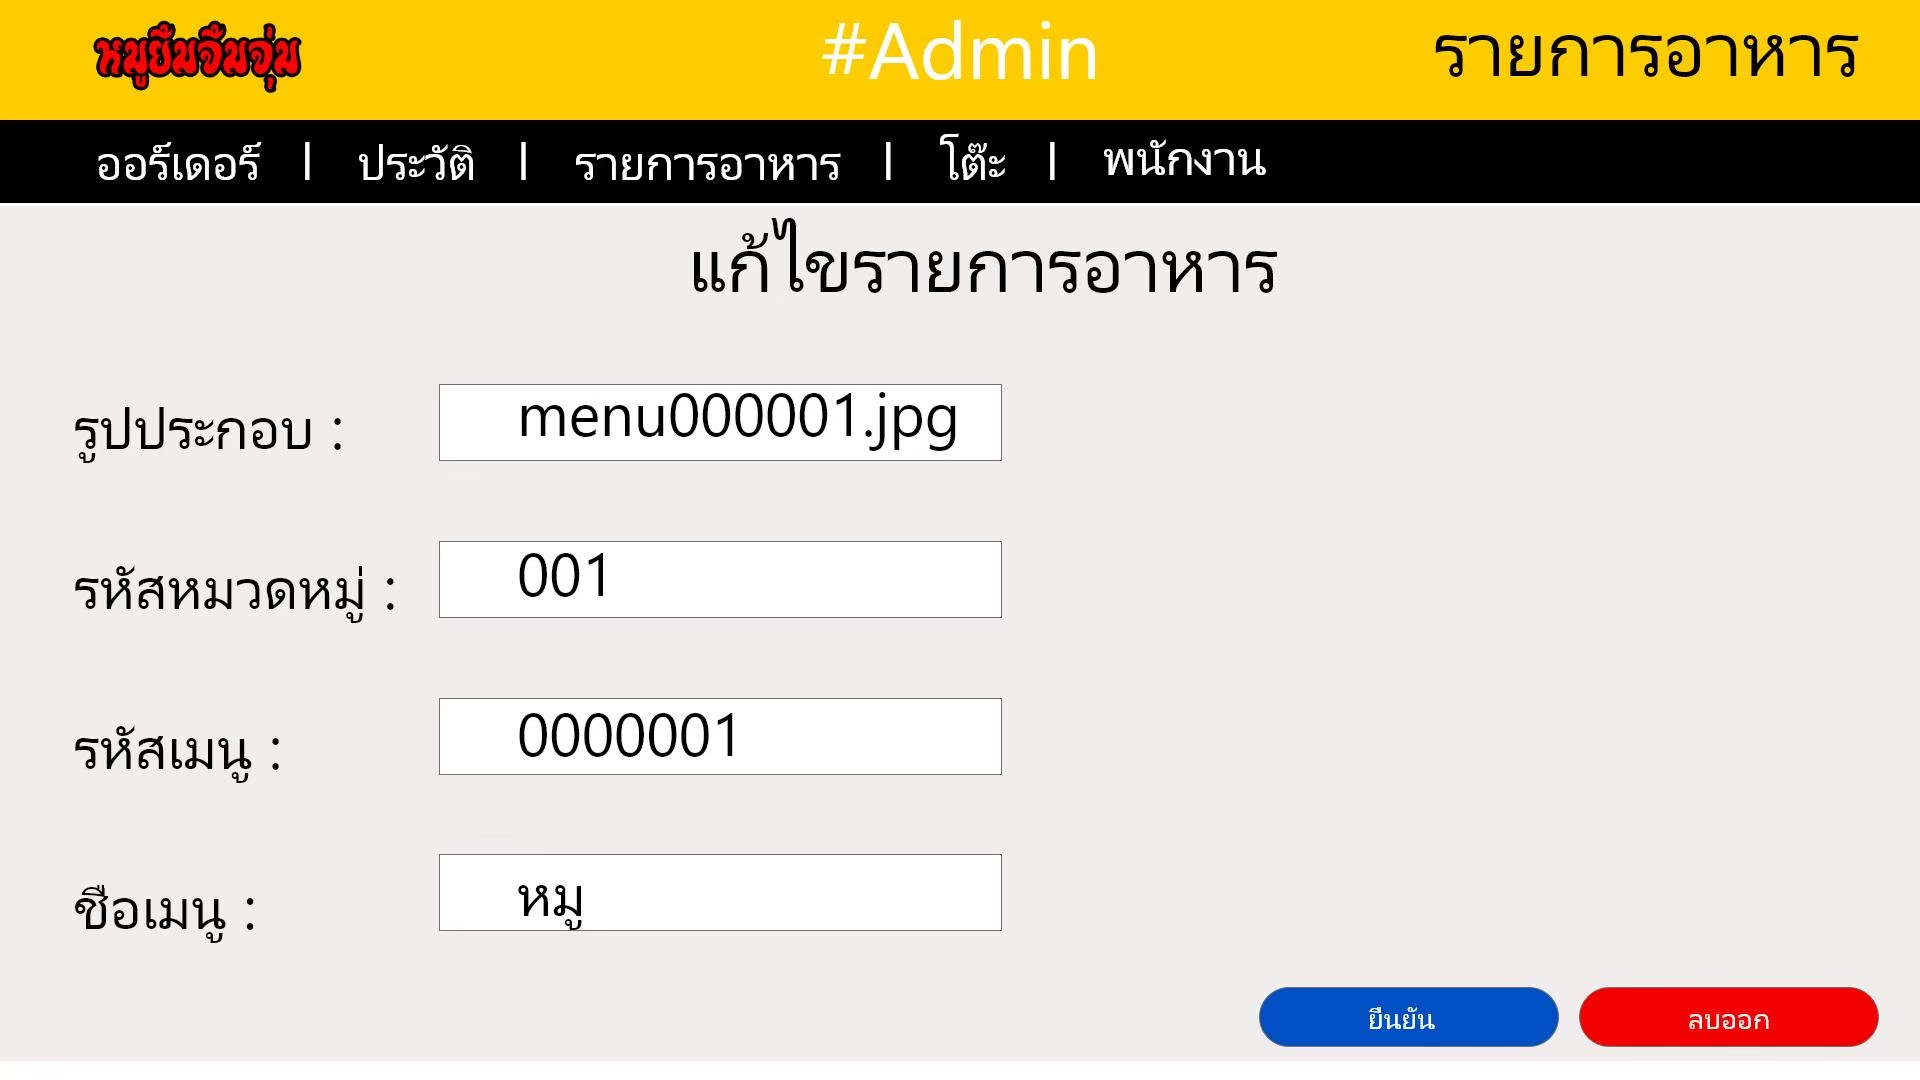 หมูยิ้มจิ้มจุ่ม
#Admin
รายการอาหาร
ออร์เดอร์ | ประวัติ | รายการอาหาร | โต๊ะ | พนักงาน
แก้ไขรายการอาหาร
รูปประกอบ : menu000001.jpg
รหัสหมวดหมู่ : 001
รหัสเมนู : 0000001
ชือเมนู : หมู
ยืนยัน
ลบออก